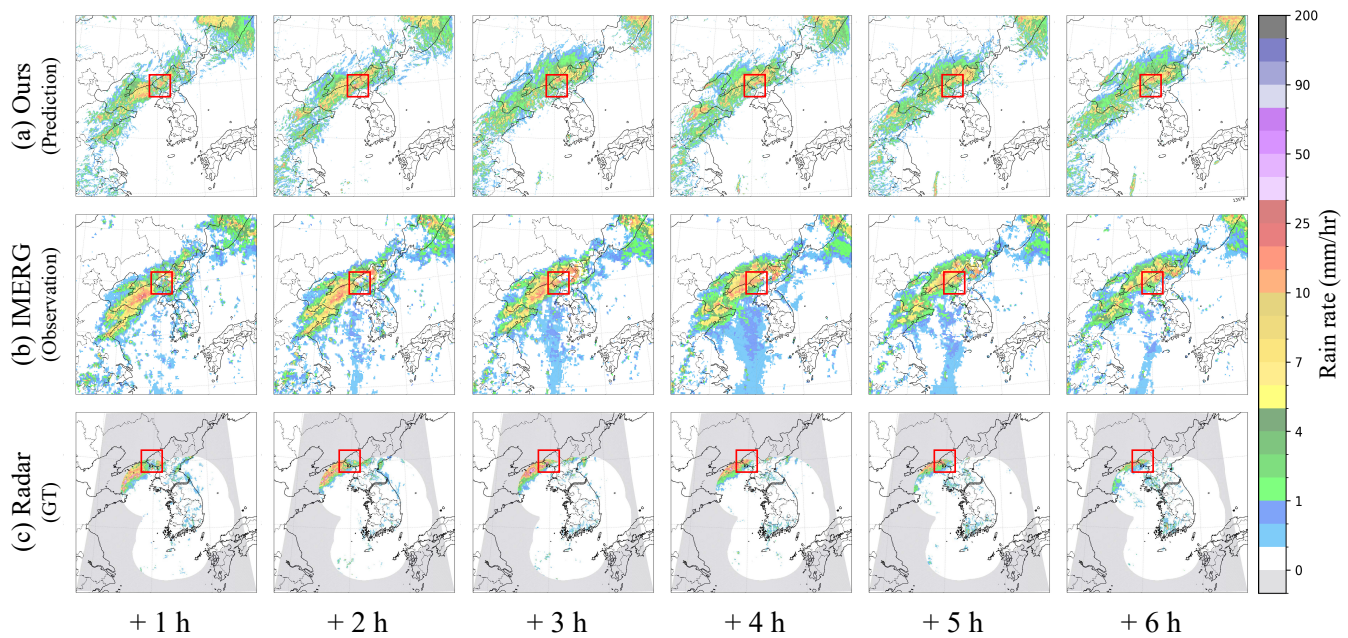 (a) Ours
(Prediction)
(b) IMERG
(Observation)
(c) Radar
(GT)
+ 1 h
+ 2 h
+ 3 h
+ 4 h
+ 5 h
+ 6 h
200
90
50
25
10
7
4
1
0
Rain rate (mm/hr)